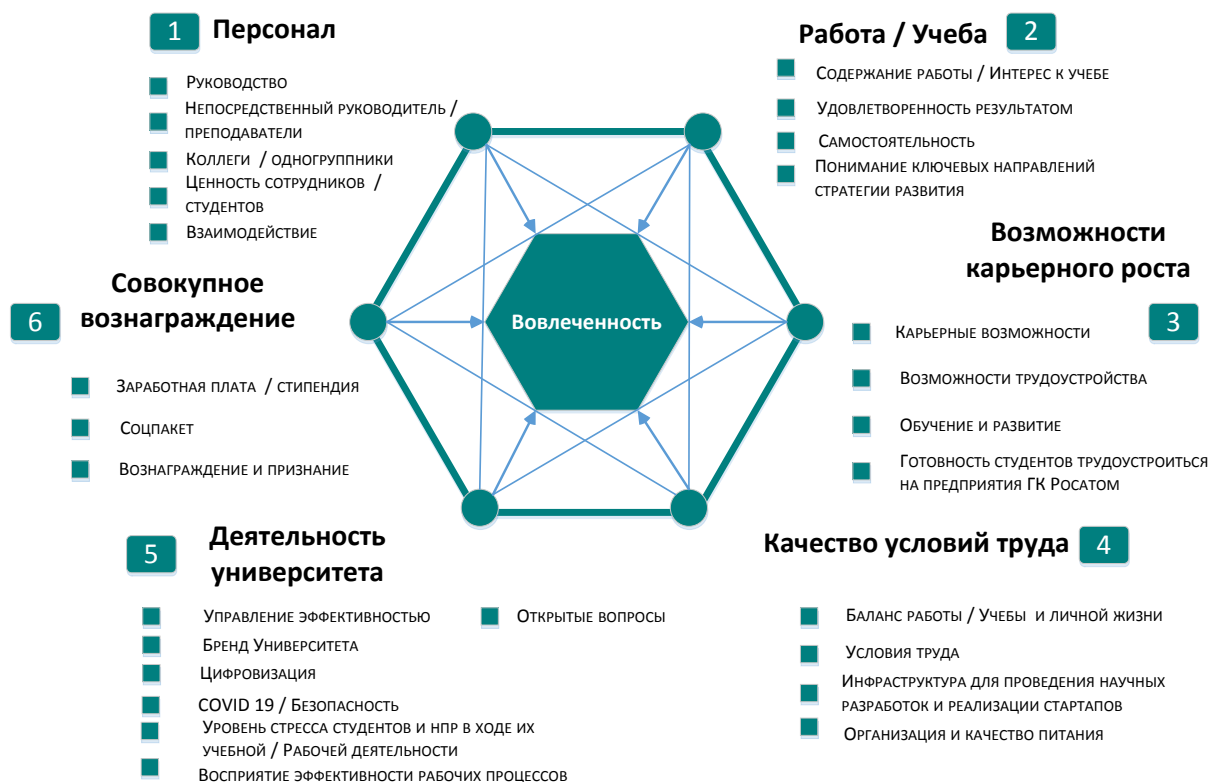 1 Персонал
Руководство
Непосредственный руководитель /
преподаватели
Коллеги / одногруппники
Ценность сотрудников /
студентов
Взаимодействие
Работа / Учеба 2
Содержание работы / Интерес к учебе
Удовлетворенность результатом
Самостоятельность
Понимание ключевых направлений
стратегии развития
Возможности
карьерного роста
3
Карьерные возможности
Возможности трудоустройства
Обучение и развитие
Готовность студентов трудоустроиться
на предприятия ГК Росатом
Вовлеченность
Совокупное
вознаграждение
6
Заработная плата / стипендия
Соцпакет
Вознаграждение и признание
5
Деятельность
университета
Управление эффективностью
Бренд Университета
Цифровизация
COVID 19 / Безопасность
Уровень стресса студентов и НПР в ходе их
учебной / Рабочей деятельности
Восприятие эффективности рабочих процессов
Открытые вопросы
Качество условий труда 4
Баланс работы / Учебы и личной жизни
Условия труда
Инфраструктура для проведения научных
разработок и реализации стартапов
Организация и качество питания